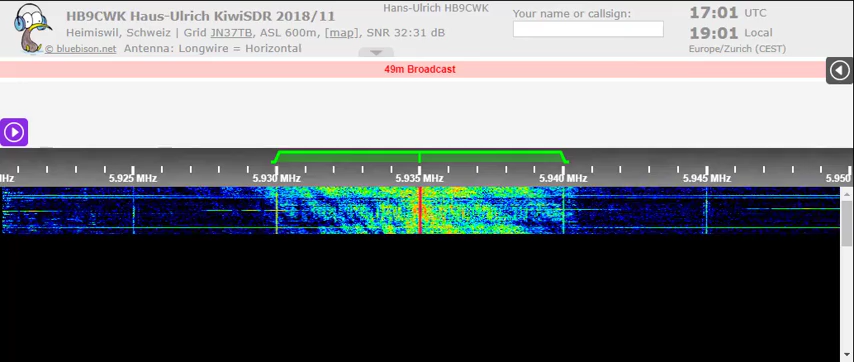 HB9CWK Haus-Ulrich KiwiSDR 2018/11
Heimiswil, Schweiz | Grid JN37TB, ASL 600m, [map], SNR 32:31 dB
© bluebison.net Antenna: Longwire = Horizontal
Hans-Ulrich HB9CWK
Your name or callsign:
17:01 UTC
19:01 Local
Europe/Zurich (CEST)
49m Broadcast
Hz 5.925 MHz 5.930 MHz 5.935 MHz 5.940 MHz 5.945 MHz 5.950